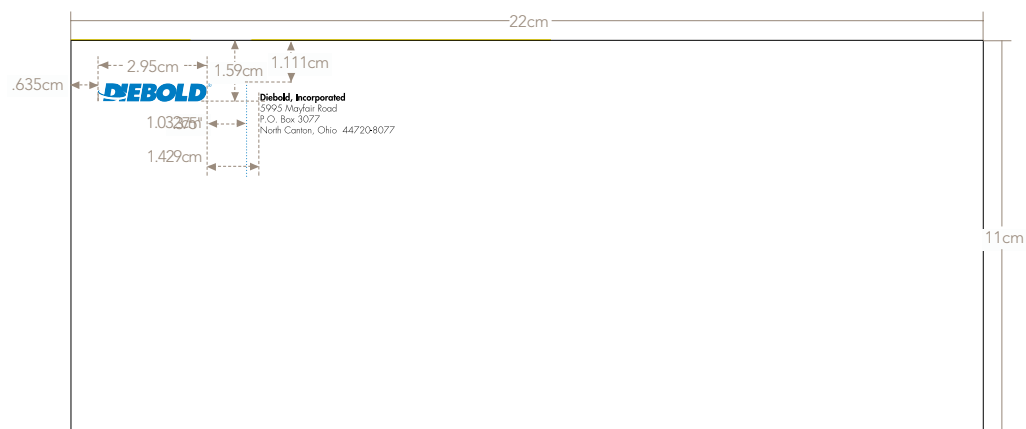 22cm
2.95cm
1.59cm
1.111cm
.635cm
DIEBOLD
Diebold, Incorporated
5995 Mayfair Road
P.O. Box 3077
North Canton, Ohio 44720-8077
1.429cm
11cm